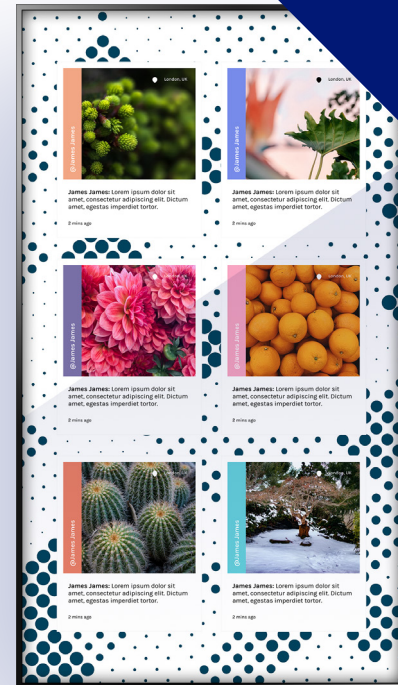 London, UK
@James James
James James: Lorem ipsum dolor sit
amet, consectetur adipiscing elit. Dictum
amet, egestas imperdiet tortor.
2 mins ago
London, UK
@James James
James James: Lorem ipsum dolor sit
amet, consectetur adipiscing elit. Dictum
amet, egestas imperdiet tortor.
2 mins ago
London, UK
@James James
James James: Lorem ipsum dolor sit
amet, consectetur adipiscing elit. Dictum
amet, egestas imperdiet tortor.
2 mins ago
London, UK
@James James
James James: Lorem ipsum dolor sit
amet, consectetur adipiscing elit. Dictum
amet, egestas imperdiet tortor.
2 mins ago
London, UK
@James James
James James: Lorem ipsum dolor sit
amet, consectetur adipiscing elit. Dictum
amet, egestas imperdiet tortor.
2 mins ago
London, UK
@James James
James James: Lorem ipsum dolor sit
amet, consectetur adipiscing elit. Dictum
amet, egestas imperdiet tortor.
2 mins ago